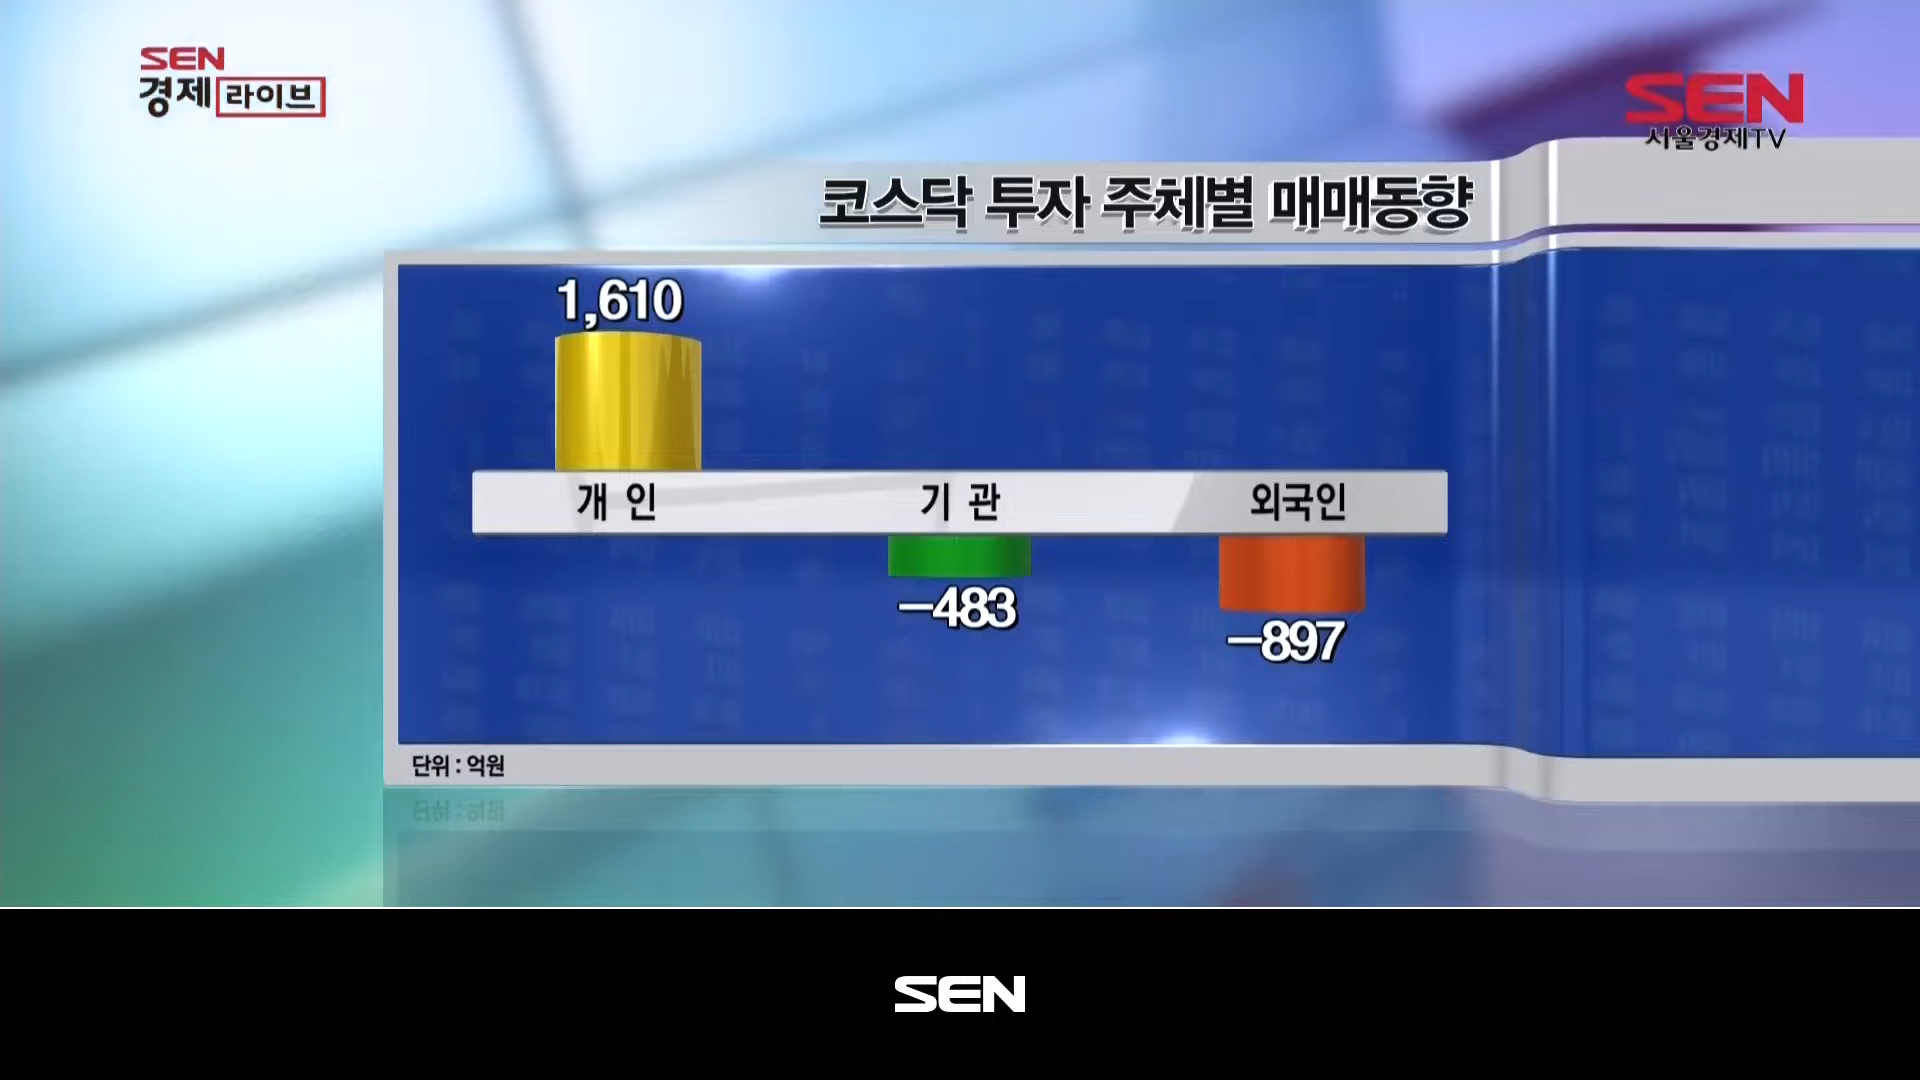 SEN
경제 라이브
SEN
서울경제TV
코스닥 투자 주체별 매매동향
1,610
개인
기관
외국인
-483
-897
단위 : 억원
SEN